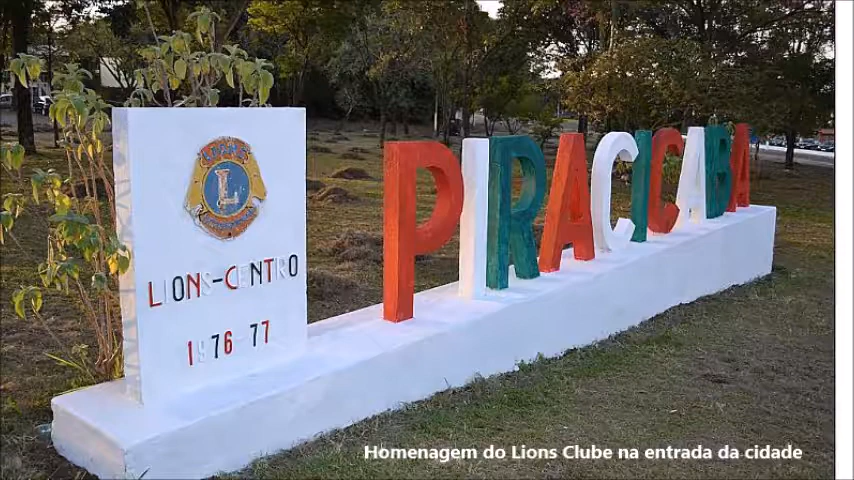 LIONS
L
LIONS-CENTRO
1976-77
PIRACICABA
Homenagem do Lions Clube na entrada da cidade